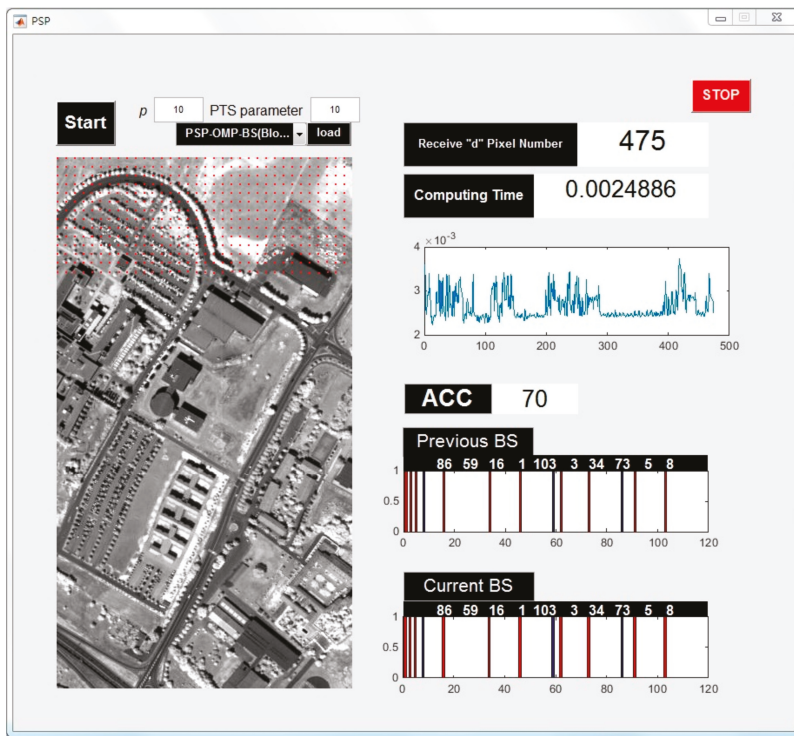 PSP
STOP
Start
p 10 PTS parameter 10
PSP-OMP-BS(Blo... load
Receive "d" Pixel Number 475
Computing Time 0.0024886
4 × 10-3
3
2
0 100 200 300 400 500
ACC 70
Previous BS
86 59 16 1 103 3 34 73 5 8
1
0.5
0
0 20 40 60 80 100 120
Current BS
86 59 16 1 103 3 34 73 5 8
1
0.5
0
0 20 40 60 80 100 120